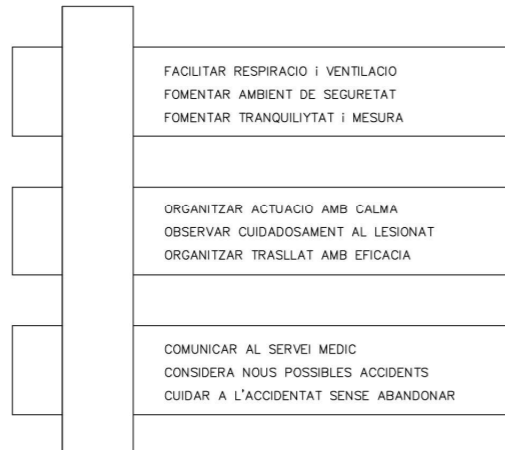 FACILITAR RESPIRACIO i VENTILACIO
FOMENTAR AMBIENT DE SEGURETAT
FOMENTAR TRANQUILIYTAT i MESURA
ORGANITZAR ACTUACIO AMB CALMA
OBSERVAR CUIDADOSAMENT AL LESIONAT
ORGANITZAR TRASLLAT AMB EFICACIA
COMUNICAR AL SERVEI MEDIC
CONSIDERA NOUS POSSIBLES ACCIDENTS
CUIDAR A L'ACCIDENTAT SENSE ABANDONAR